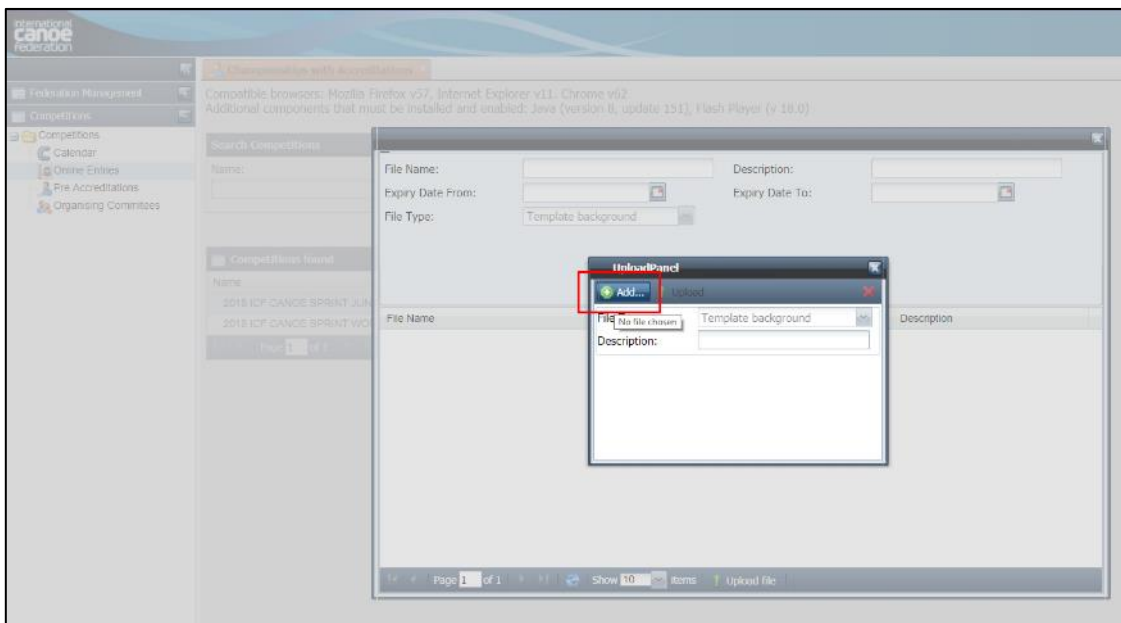 international
canoe
federation
Championships with Accreditations
Federation Management
Competitions
Competitions
Calendar
Online Entries
Pre Accreditations
Organising Committees
Compatible browsers: Mozilla Firefox v57, Internet Explorer v11, Chrome v62
Additional components that must be installed and enabled: Java (version 8, update 151), Flash Player (v 18.0)
Search Competitions
Name:
Competitions found
Name
2018 ICF CANOE SPRINT JUN
2018 ICF CANOE SPRINT WO
Page 1 of 1
File Name:
Description:
Expiry Date From:
Expiry Date To:
File Type:
Template background
File Name
Description
UploadPanel
Add...
Upload
File
Template background
No file chosen
Description:
Page 1 of 1
Show 10 items
Upload file